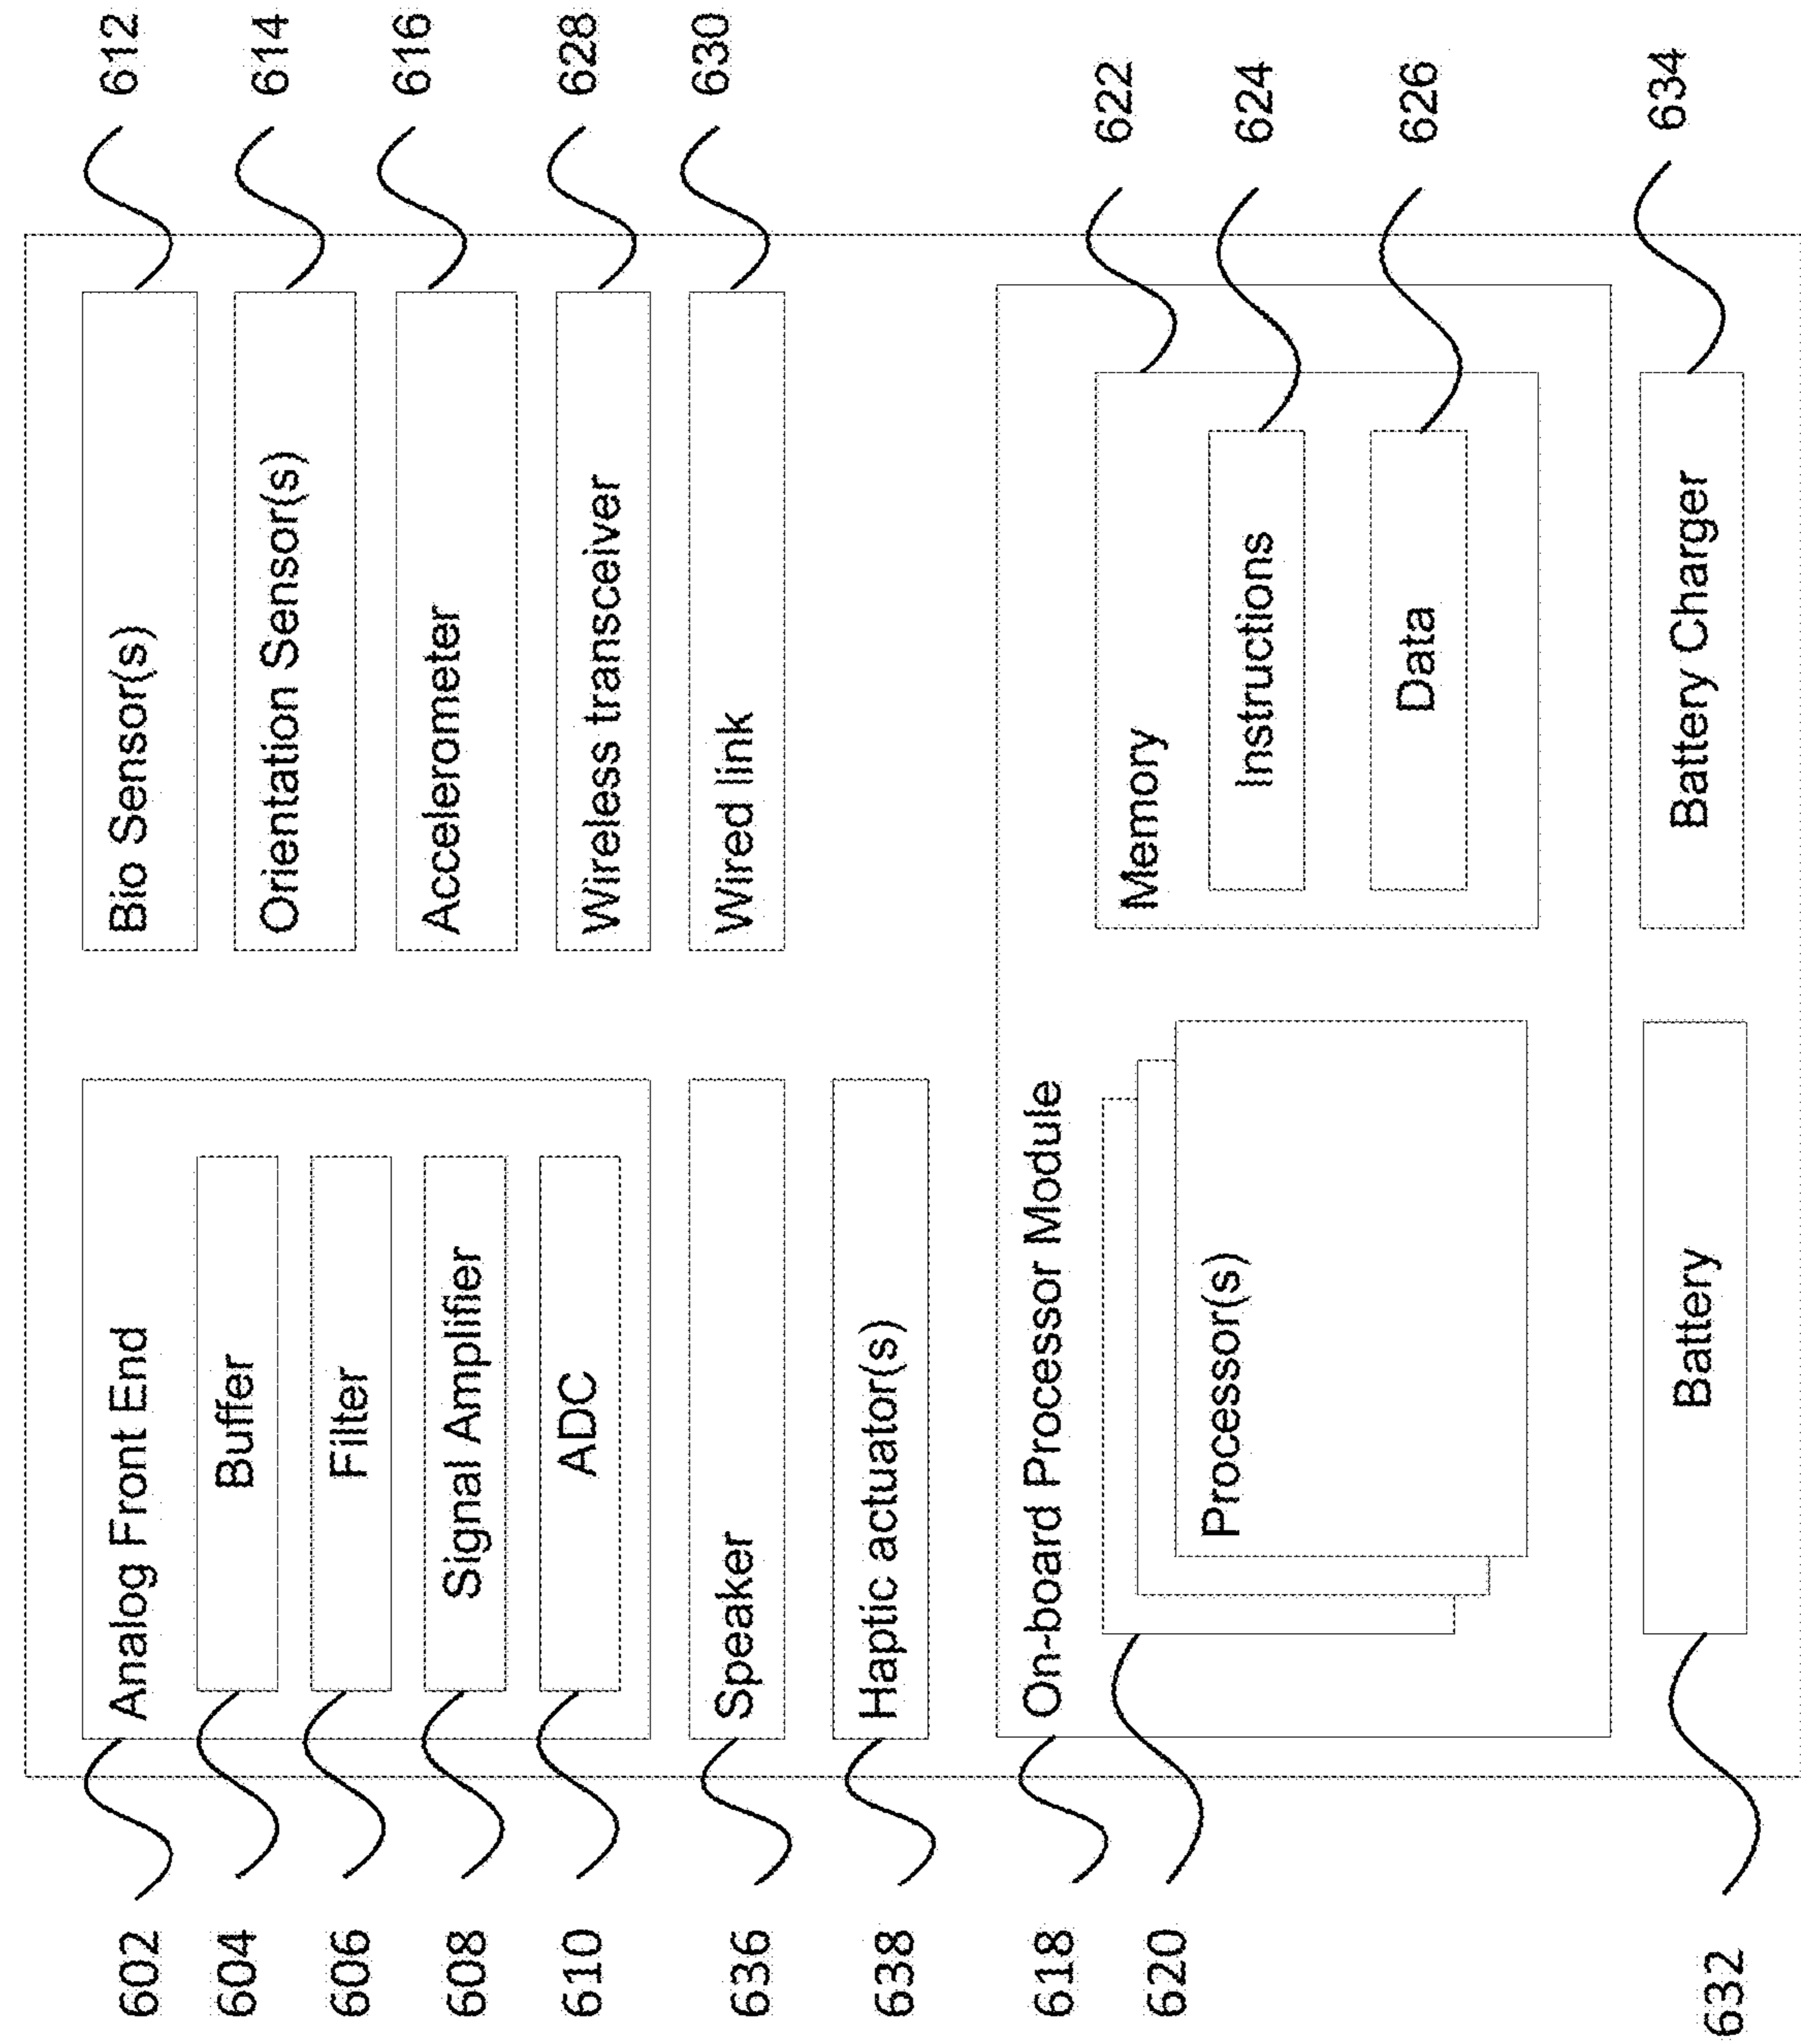 602
Analog Front End
604
Buffer
606
Filter
608
Signal Amplifier
610
ADC
636
Speaker
638
Haptic actuator(s)
Bio Sensor(s)
612
Orientation Sensor(s)
614
Accelerometer
616
Wireless transceiver
628
Wired link
630
618
On-board Processor Module
620
Processor(s)
Memory
622
Instructions
624
Data
626
632
Battery
Battery Charger
634